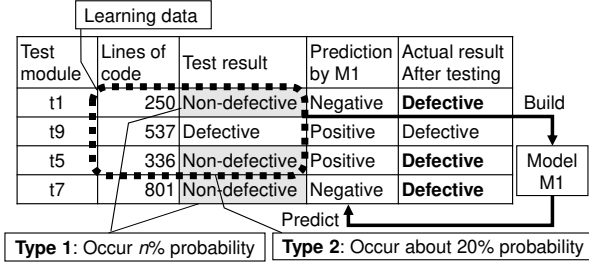 Learning data
Test module | Lines of code | Test result | Prediction by M1 | Actual result After testing
t1 | 250 | Non-defective | Negative | Defective
t9 | 537 | Defective | Positive | Defective
t5 | 336 | Non-defective | Positive | Defective
t7 | 801 | Non-defective | Negative | Defective
Build
Model M1
Predict
Type 1: Occur n% probability
Type 2: Occur about 20% probability